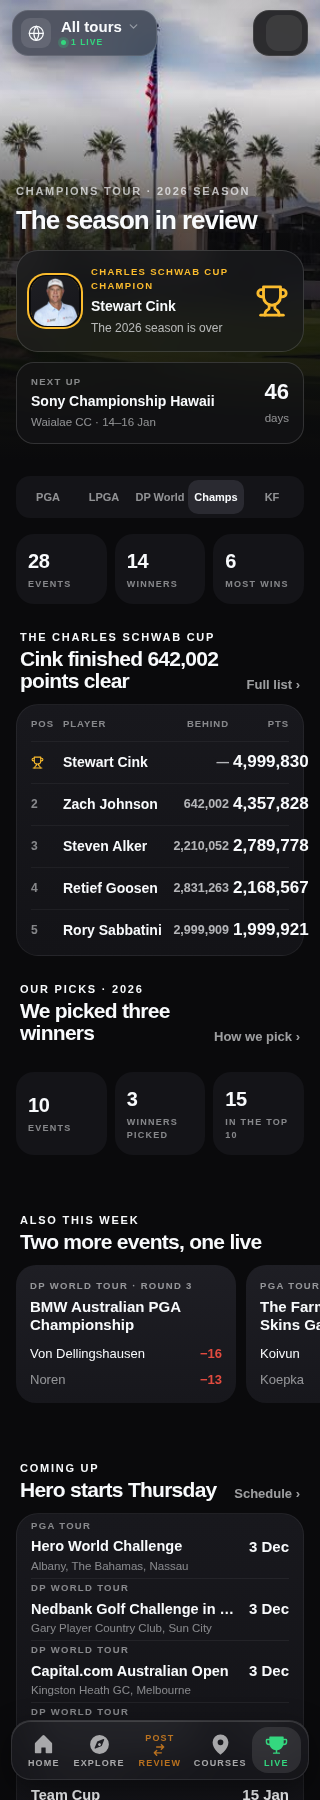 All tours
1 LIVE
CHAMPIONS TOUR · 2026 SEASON
The season in review
CHARLES SCHWAB CUP
CHAMPION
Stewart Cink
The 2026 season is over
NEXT UP
Sony Championship Hawaii
Waialae CC · 14–16 Jan
46
days
PGA LPGA DP World Champs KF
28
EVENTS
14
WINNERS
6
MOST WINS
THE CHARLES SCHWAB CUP
Cink finished 642,002
points clear
Full list ›
POS PLAYER BEHIND PTS
Stewart Cink — 4,999,830
2 Zach Johnson 642,002 4,357,828
3 Steven Alker 2,210,052 2,789,778
4 Retief Goosen 2,831,263 2,168,567
5 Rory Sabbatini 2,999,909 1,999,921
OUR PICKS · 2026
We picked three
winners
How we pick ›
10
EVENTS
3
WINNERS
PICKED
15
IN THE TOP
10
ALSO THIS WEEK
Two more events, one live
DP WORLD TOUR · ROUND 3
BMW Australian PGA
Championship
Von Dellingshausen −16
Noren −13
PGA TOUR
The Farm
Skins Ga
Koivun
Koepka
COMING UP
Hero starts Thursday
Schedule ›
PGA TOUR
Hero World Challenge 3 Dec
Albany, The Bahamas, Nassau
DP WORLD TOUR
Nedbank Golf Challenge in … 3 Dec
Gary Player Country Club, Sun City
DP WORLD TOUR
Capital.com Australian Open 3 Dec
Kingston Heath GC, Melbourne
DP WORLD TOUR
HOME
EXPLORE
POST
REVIEW
COURSES
LIVE
Team Cup 15 Jan